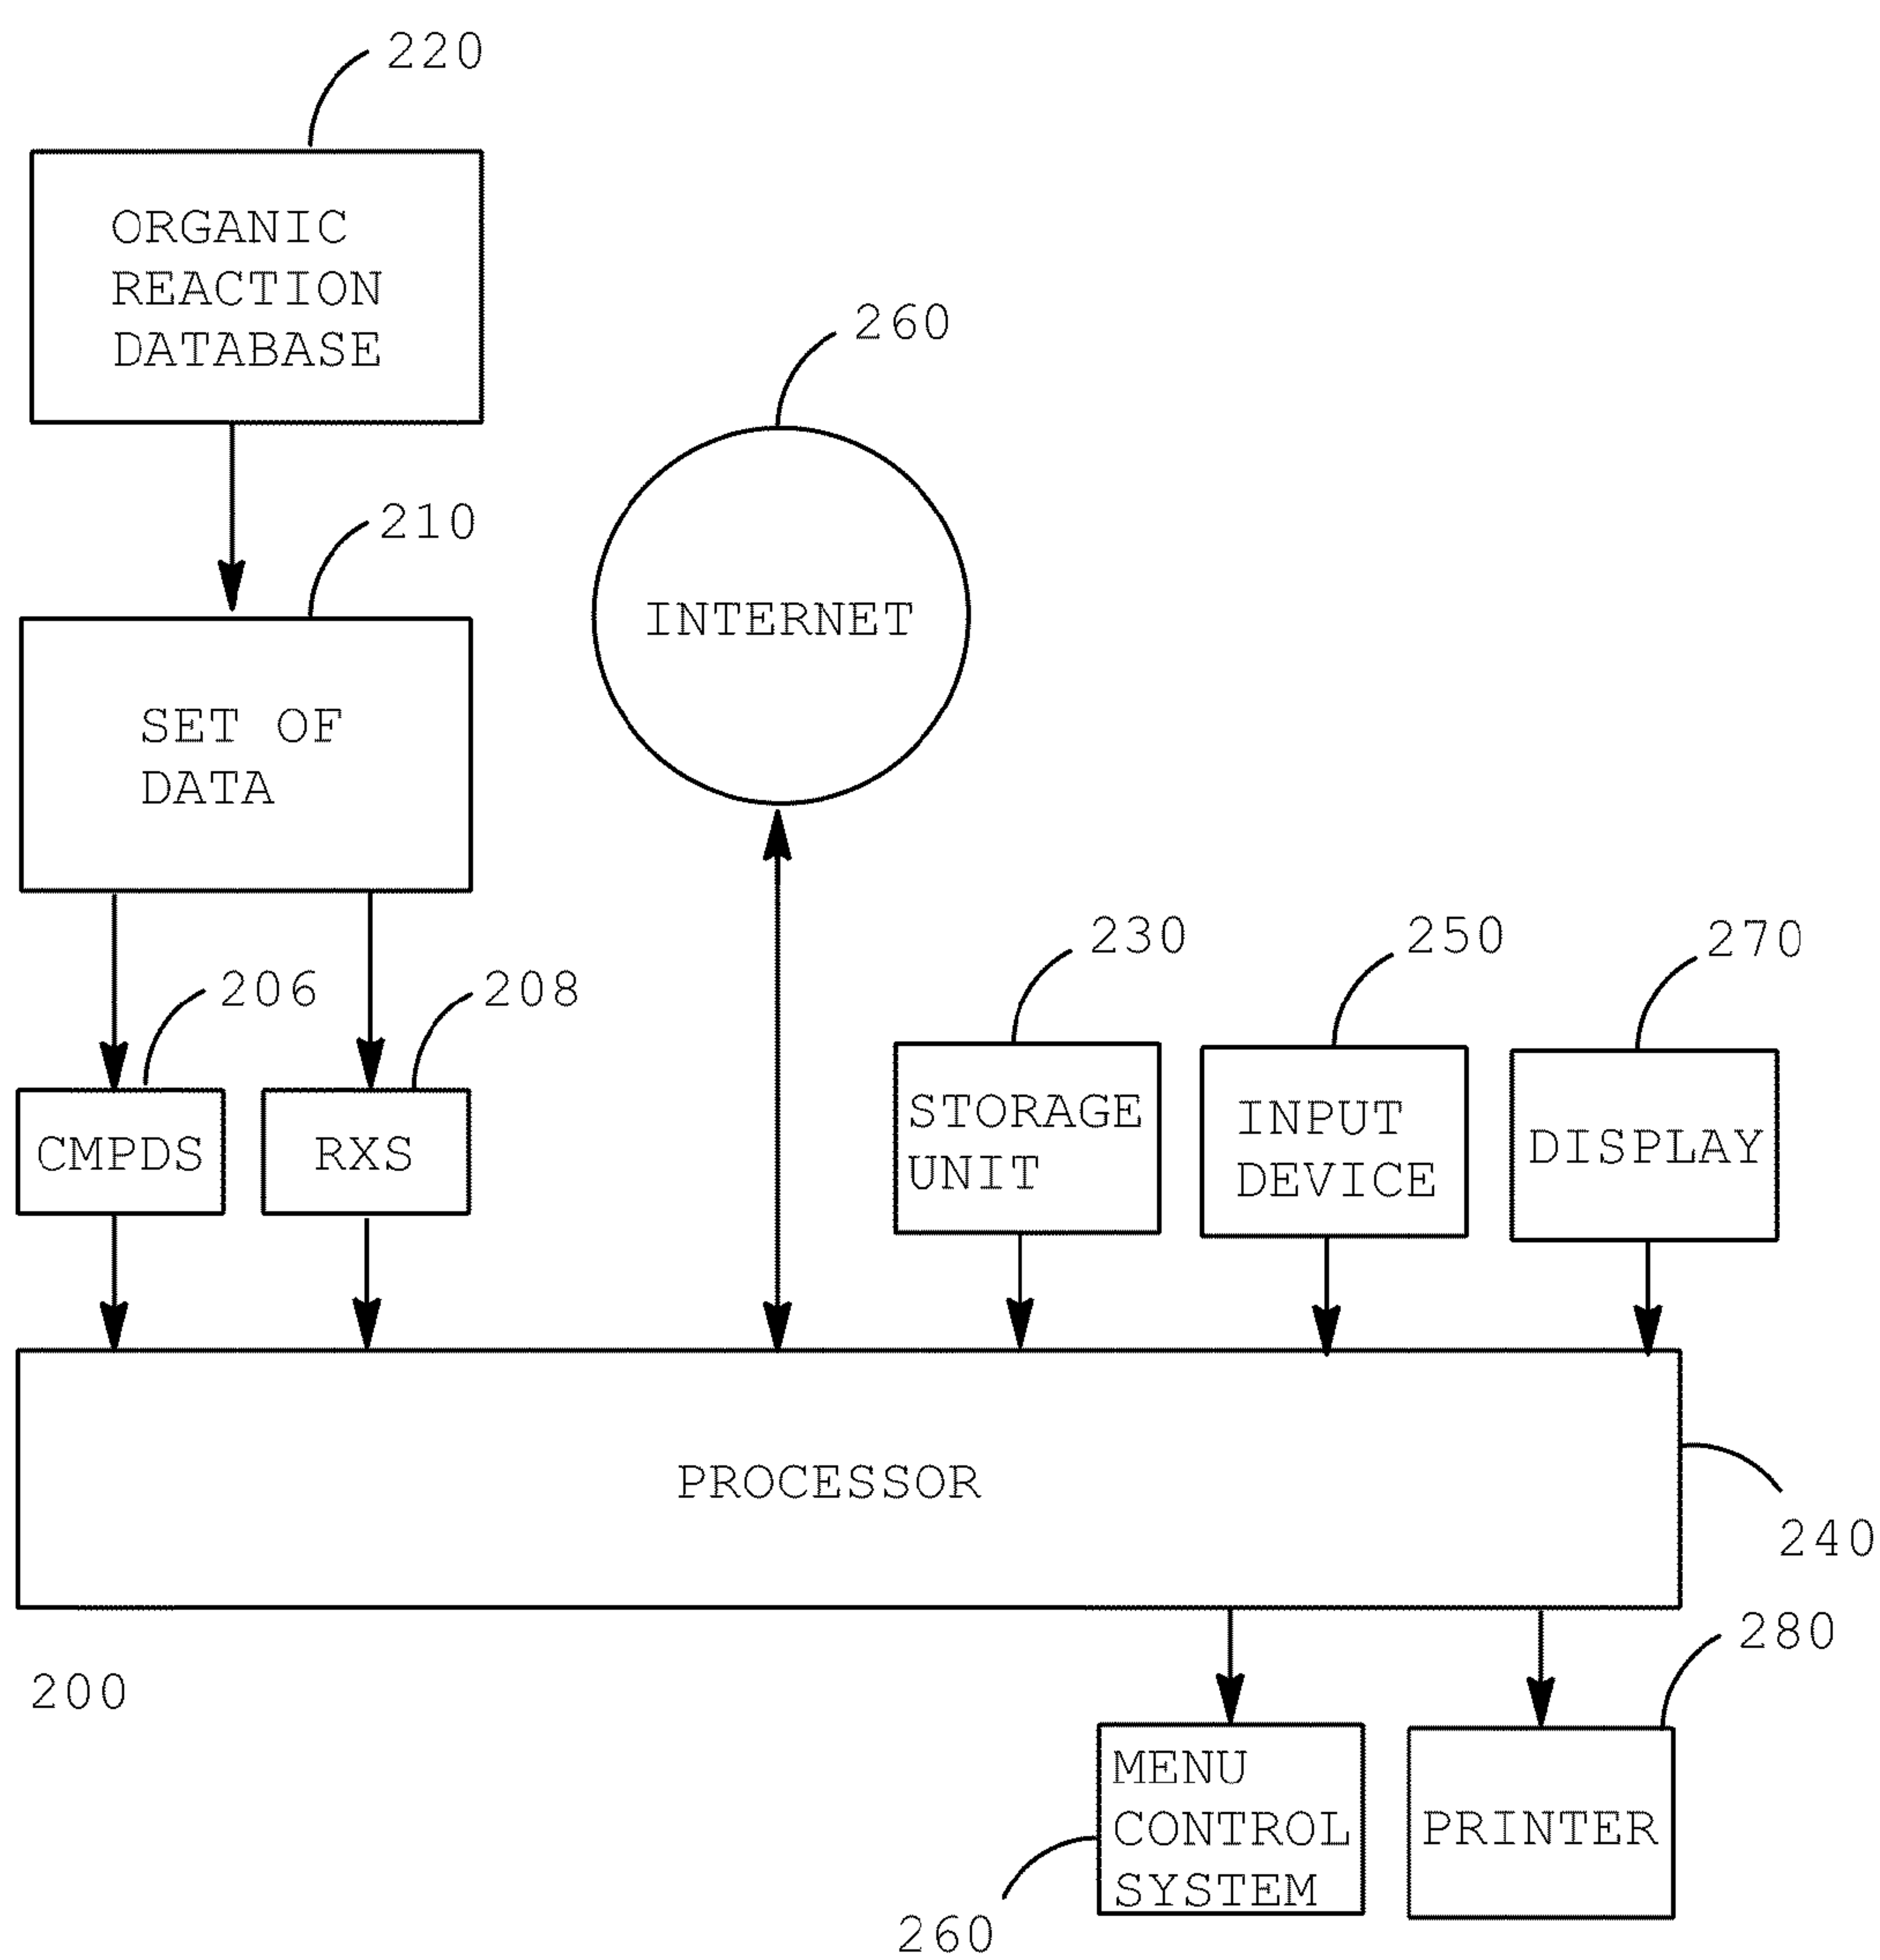 220
ORGANIC
REACTION
DATABASE
260
210
INTERNET
SET OF
DATA
206
208
230
250
270
CMPDS
RXS
STORAGE
UNIT
INPUT
DEVICE
DISPLAY
PROCESSOR
240
200
280
MENU
CONTROL
SYSTEM
PRINTER
260